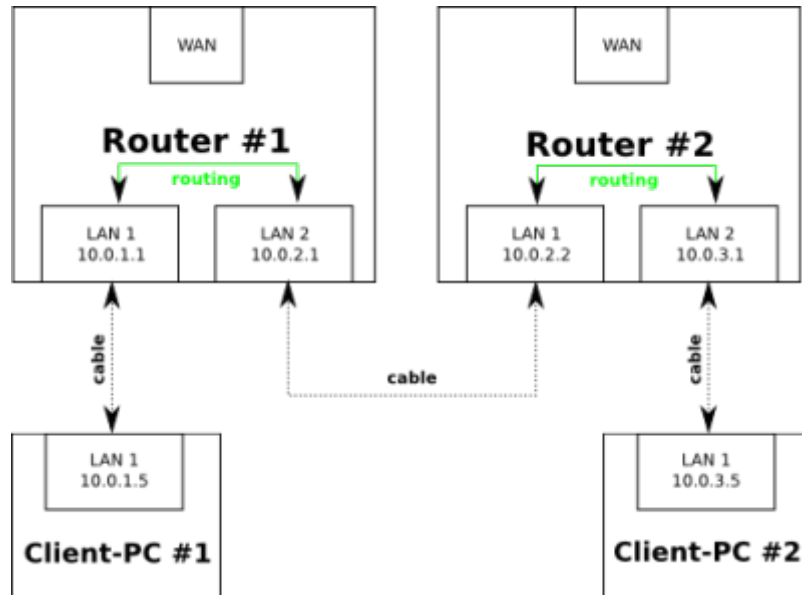 WAN
Router #1
routing
LAN 1
10.0.1.1
LAN 2
10.0.2.1
WAN
Router #2
routing
LAN 1
10.0.2.2
LAN 2
10.0.3.1
cable
cable
cable
LAN 1
10.0.1.5
Client-PC #1
LAN 1
10.0.3.5
Client-PC #2